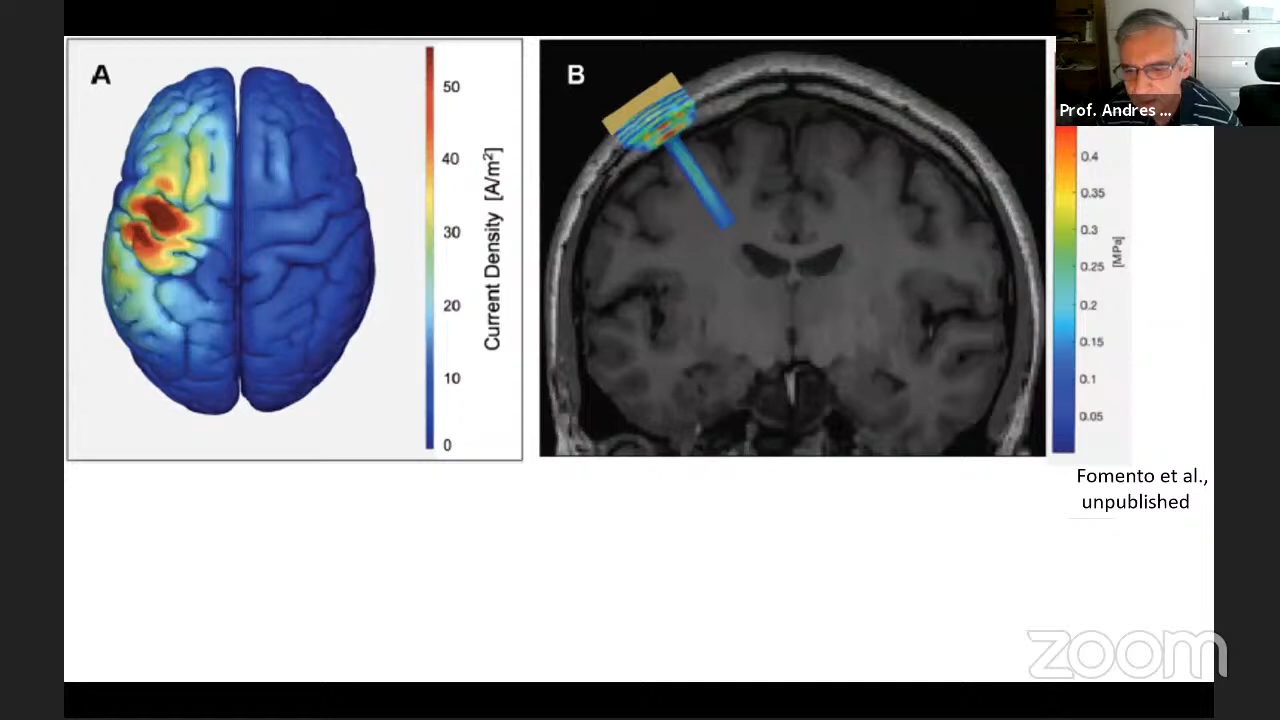 A
50
40
30
20
10
0
Current Density [A/m²]
B
Prof. Andres ...
0.4
0.35
0.3
0.25
0.2
0.15
0.1
0.05
[MPa]
Fomento et al.,
unpublished
zoom